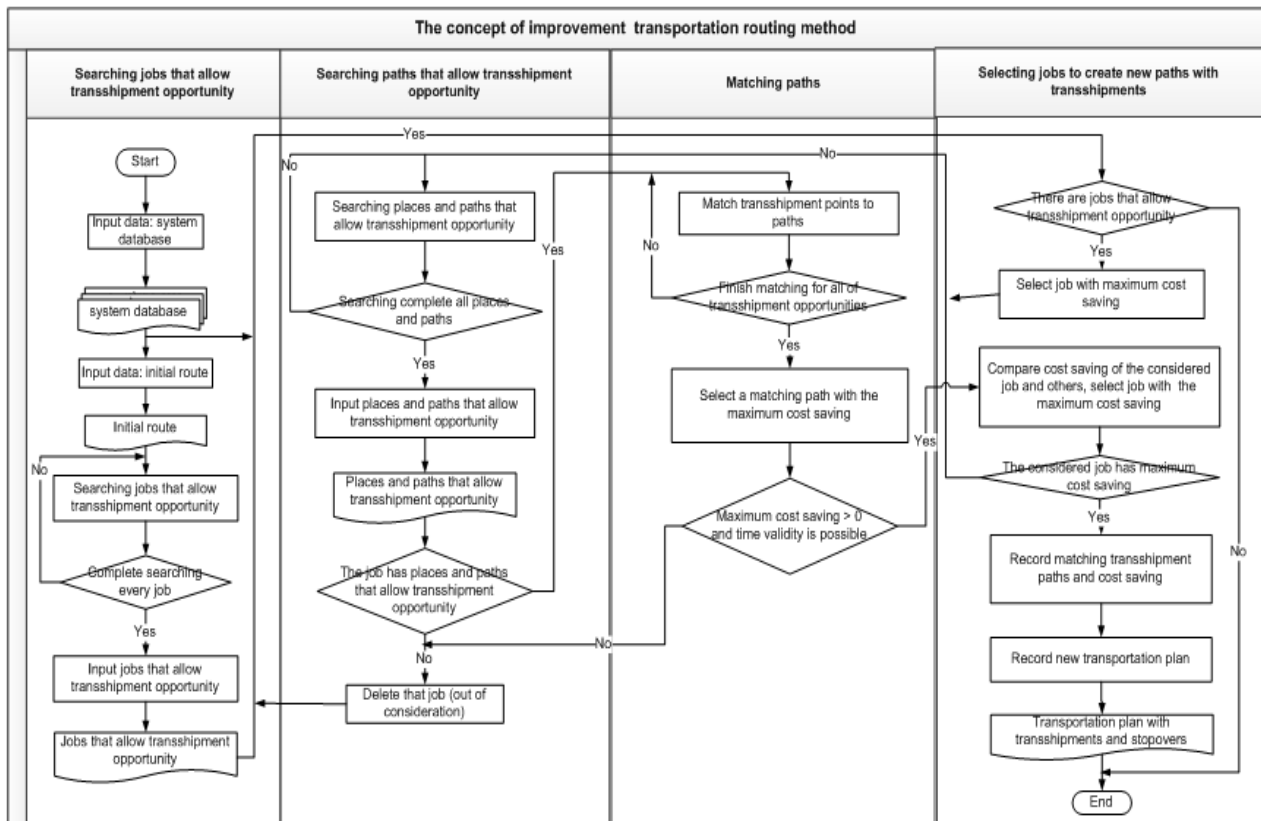 The concept of improvement transportation routing method
Searching jobs that allow
transshipment opportunity
Searching paths that allow transshipment
opportunity
Matching paths
Selecting jobs to create new paths with
transshipments
Start
Input data: system
database
system database
Input data: initial route
Initial route
No
Searching jobs that allow
transshipment opportunity
Complete searching
every job
Yes
Input jobs that allow
transshipment opportunity
Jobs that allow transshipment
opportunity
Yes
No
No
Searching places and paths that
allow transshipment opportunity
Yes
Searching complete all places
and paths
Yes
Input places and paths that allow
transshipment opportunity
Places and paths that allow
transshipment opportunity
The job has places and paths
that allow transshipment
opportunity
No
No
Delete that job (out of
consideration)
Match transshipment points to
paths
No
Finish matching for all of
transshipment opportunities
Yes
Select a matching path with the
maximum cost saving
Yes
Maximum cost saving > 0
and time validity is possible
There are jobs that allow
transshipment opportunity
Yes
Select job with maximum cost
saving
Compare cost saving of the considered
job and others, select job with the
maximum cost saving
The considered job has maximum
cost saving
Yes
No
Record matching transshipment
paths and cost saving
Record new transportation plan
Transportation plan with
transshipments and stopovers
End